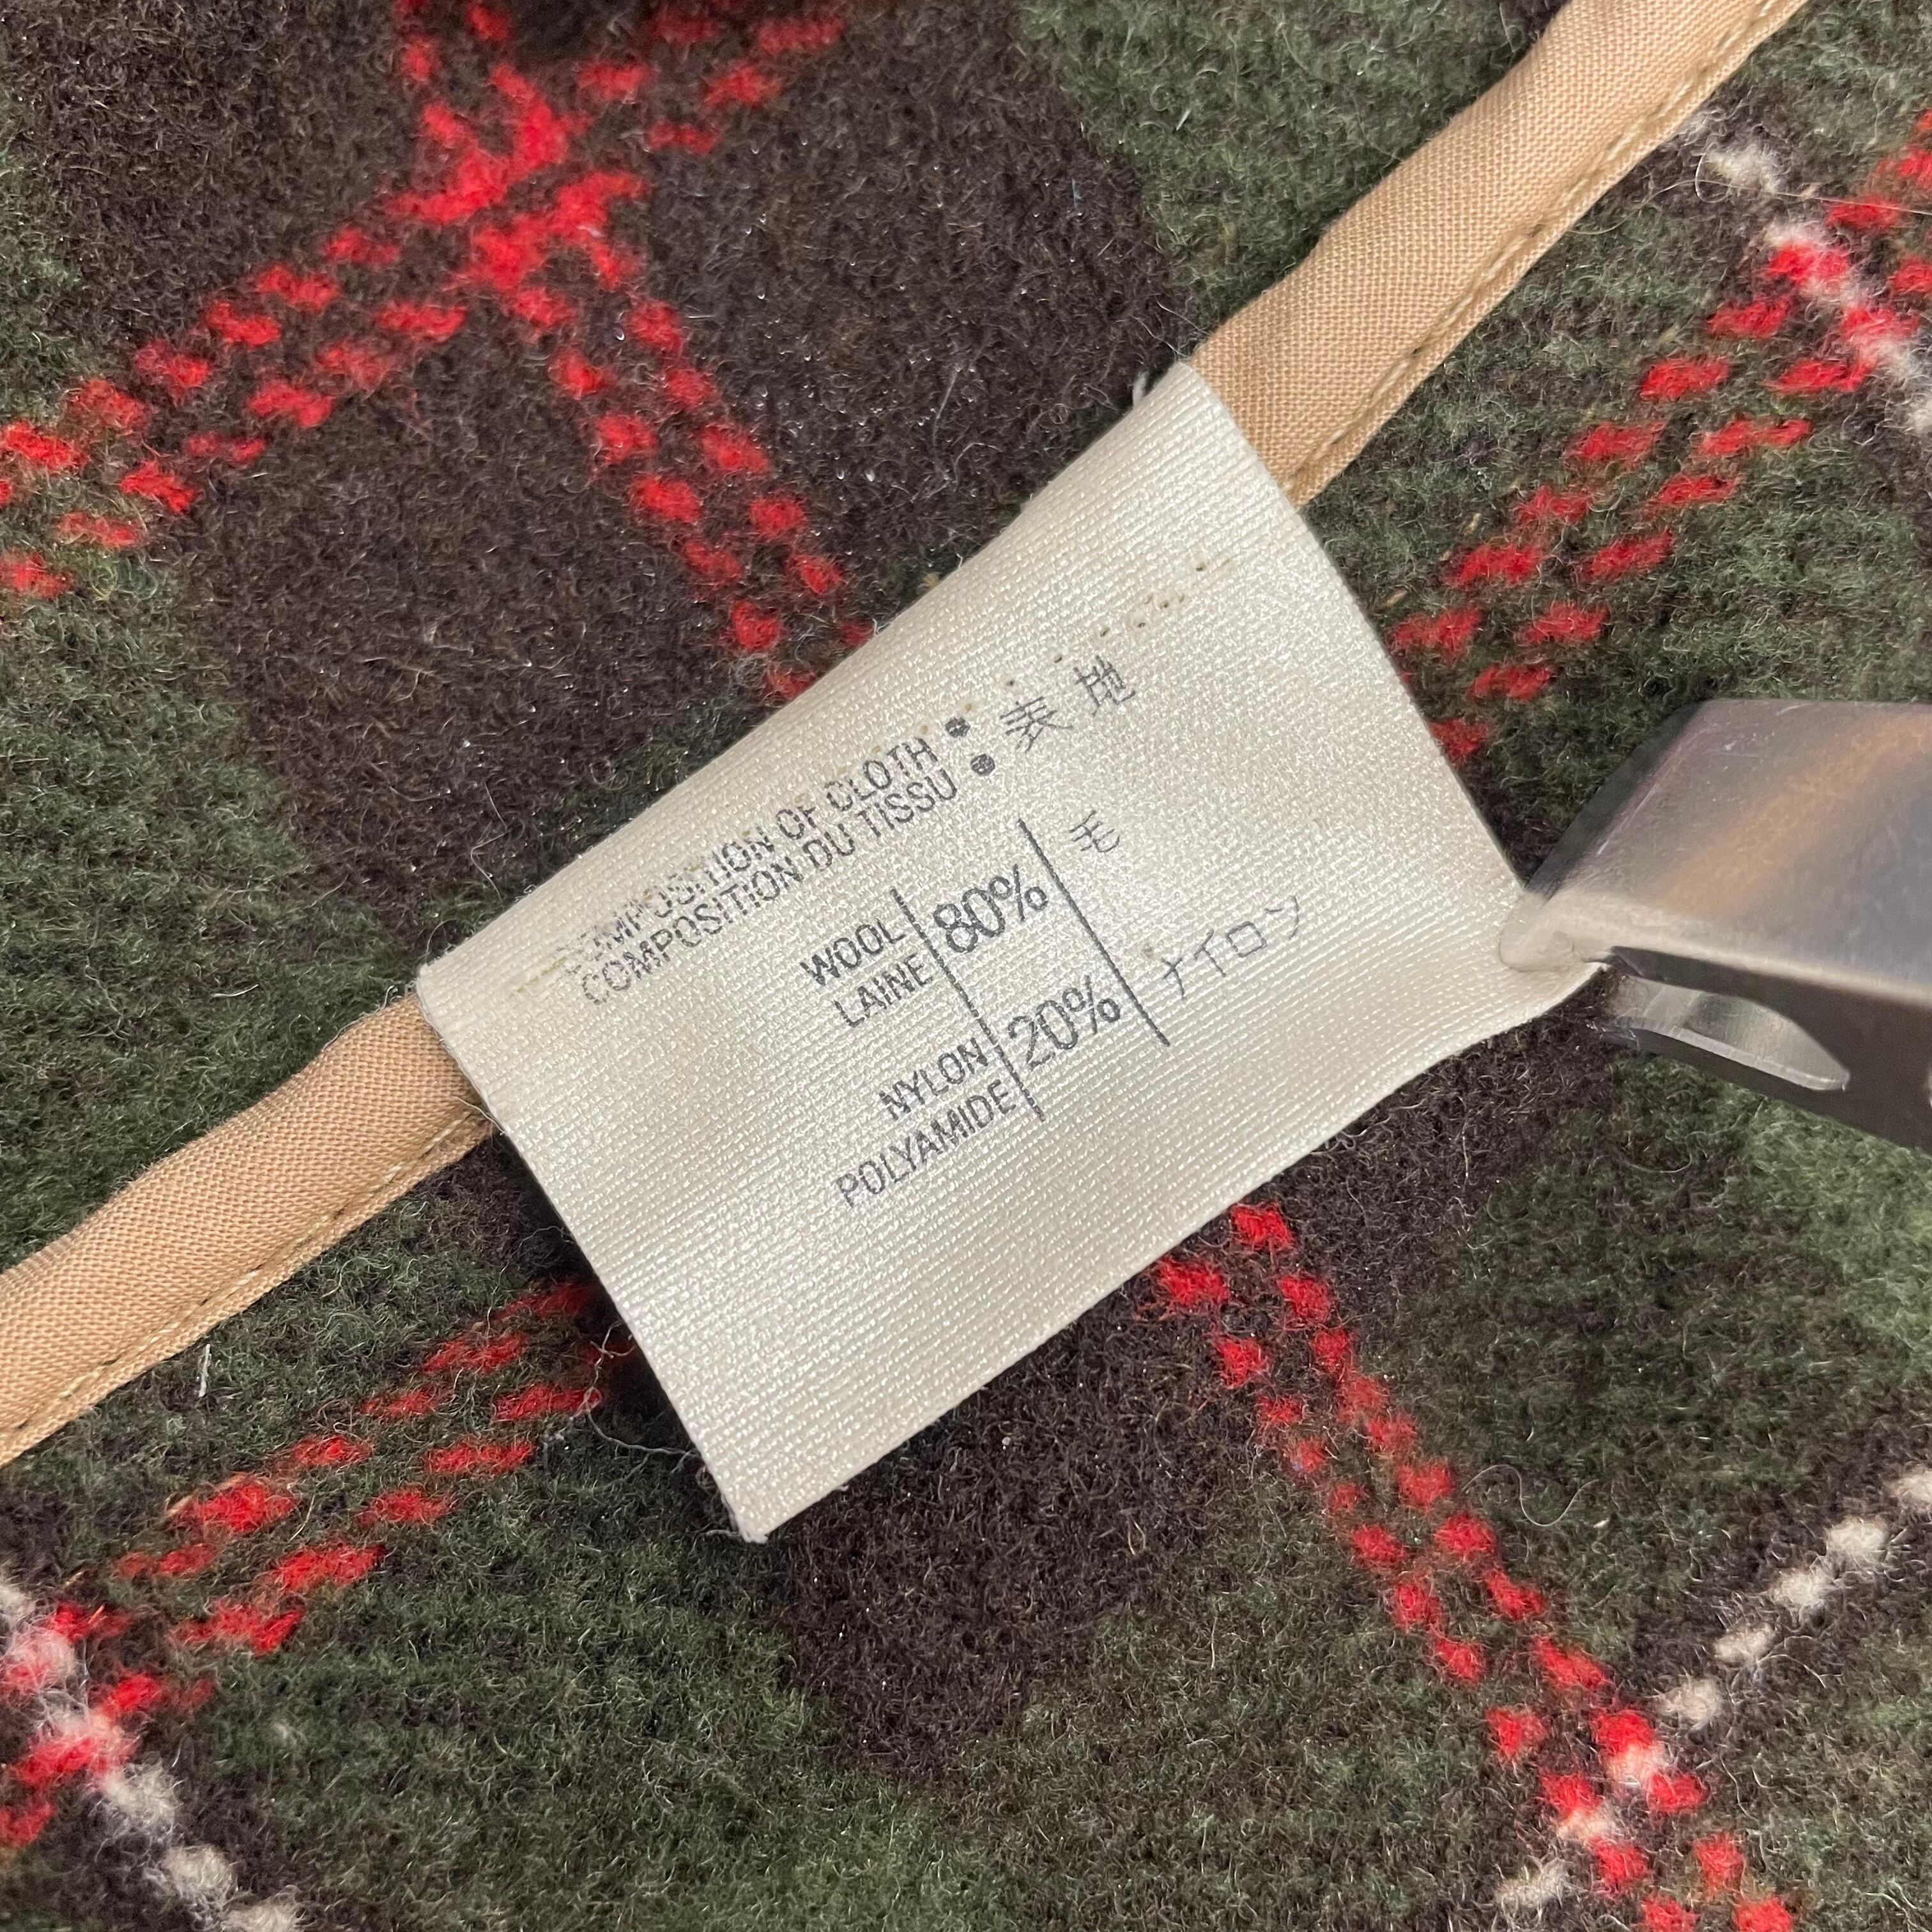 COMPOSITION OF CLOTH ● 表地
COMPOSITION DU TISSU ●
WOOL 80% 毛
LAINE
NYLON 20% ナイロン
POLYAMIDE